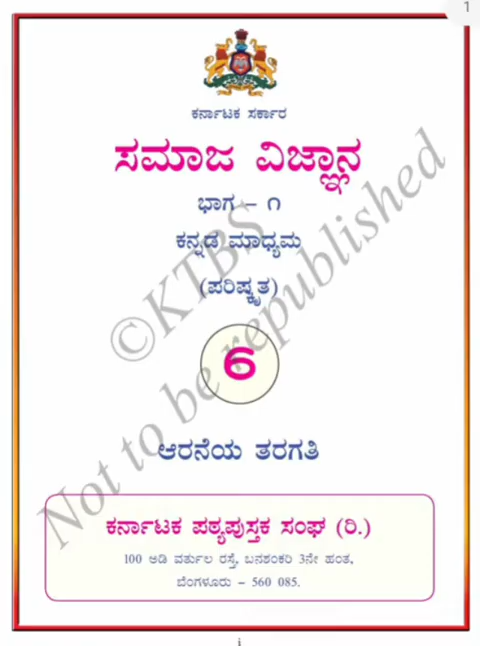 1
ಕರ್ನಾಟಕ ಸರ್ಕಾರ
ಸಮಾಜ ವಿಜ್ಞಾನ
ಭಾಗ – ೧
ಕನ್ನಡ ಮಾಧ್ಯಮ
(ಪರಿಷ್ಕೃತ)
©KTBS
Not to be republished
6
ಆರನೆಯ ತರಗತಿ
ಕರ್ನಾಟಕ ಪಠ್ಯಪುಸ್ತಕ ಸಂಘ (ರಿ.)
100 ಅಡಿ ವರ್ತುಲ ರಸ್ತೆ, ಬನಶಂಕರಿ 3ನೇ ಹಂತ,
ಬೆಂಗಳೂರು – 560 085.
i